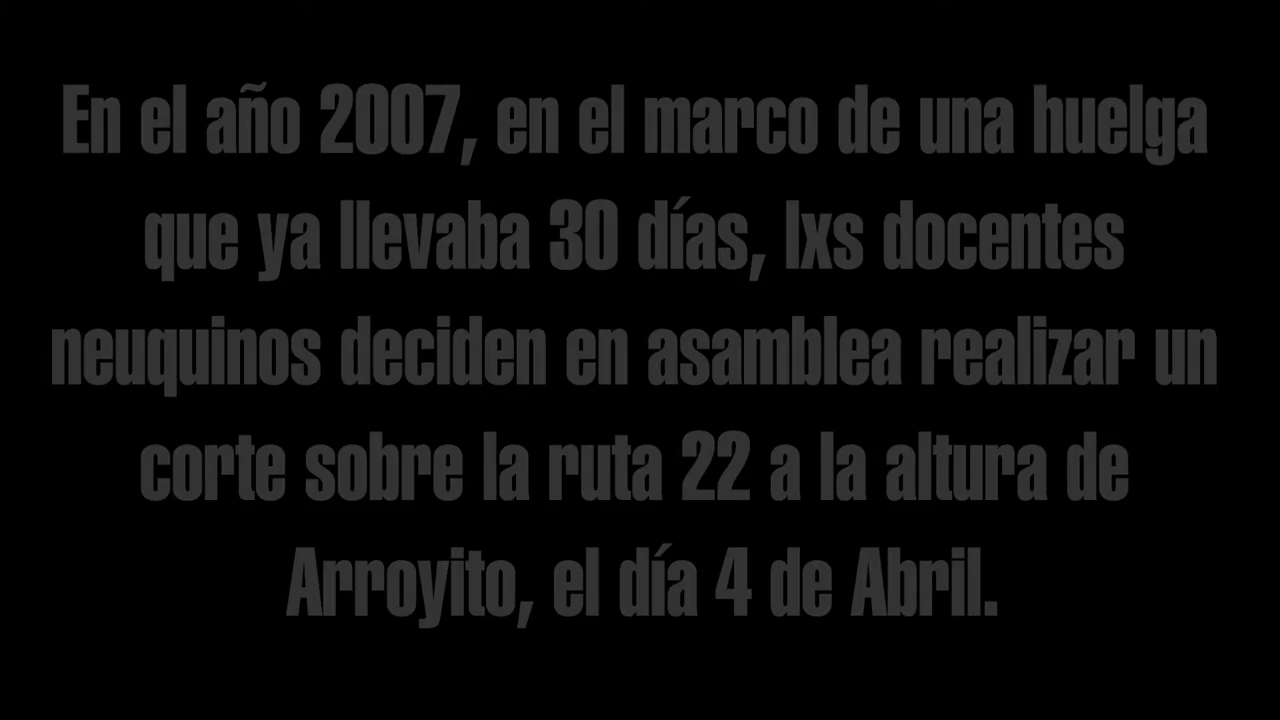 En el año 2007, en el marco de una huelga
que ya llevaba 30 días, lxs docentes
neuquinos deciden en asamblea realizar un
corte sobre la ruta 22 a la altura de
Arroyito, el día 4 de Abril.